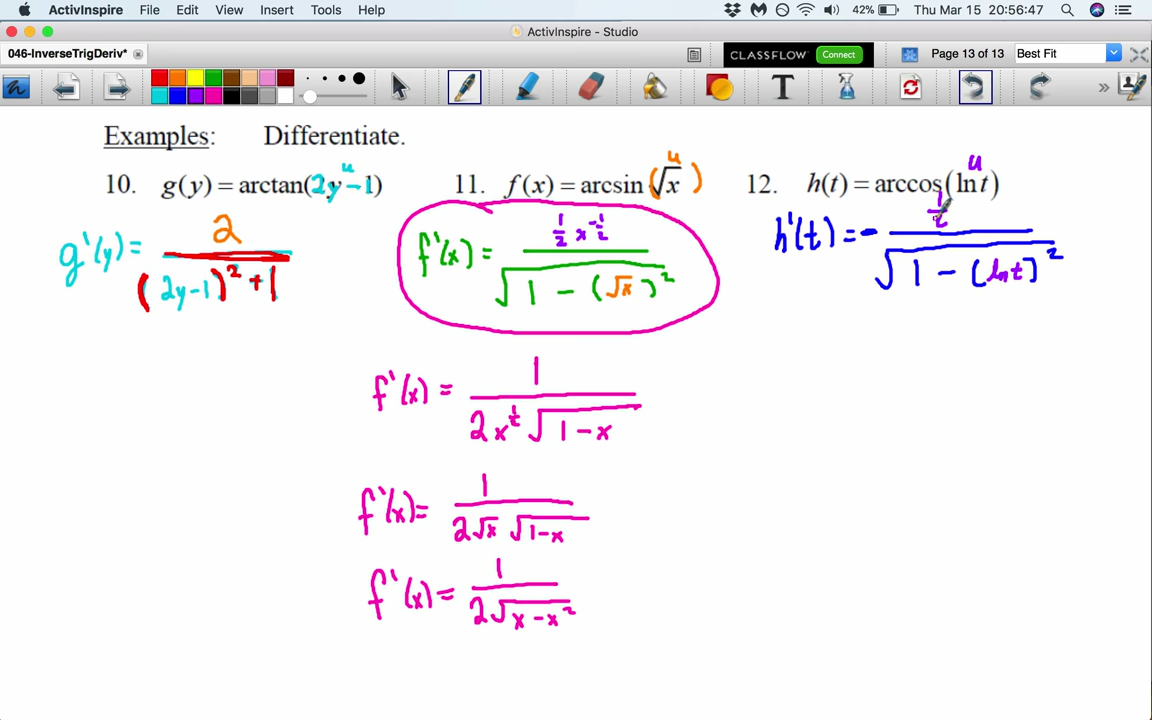 ActivInspire File Edit View Insert Tools Help 42% Thu Mar 15 20:56:47
ActivInspire - Studio
046-InverseTrigDeriv* CLASSFLOW Connect Page 13 of 13 Best Fit
T »
Examples: Differentiate.
10. g(y) = arctan(2y - 1) u
11. f(x) = arcsin(√x) u
12. h(t) = arccos(ln t) u
g'(y) = 2 / (2y-1)² + 1
f'(x) = ½ x^-½ / √(1 - (√x)²)
h'(t) = - 1/t / √(1 - (ln t)²)
f'(x) = 1 / 2x^½ √(1-x)
f'(x) = 1 / 2√x √(1-x)
f'(x) = 1 / 2√(x-x²)